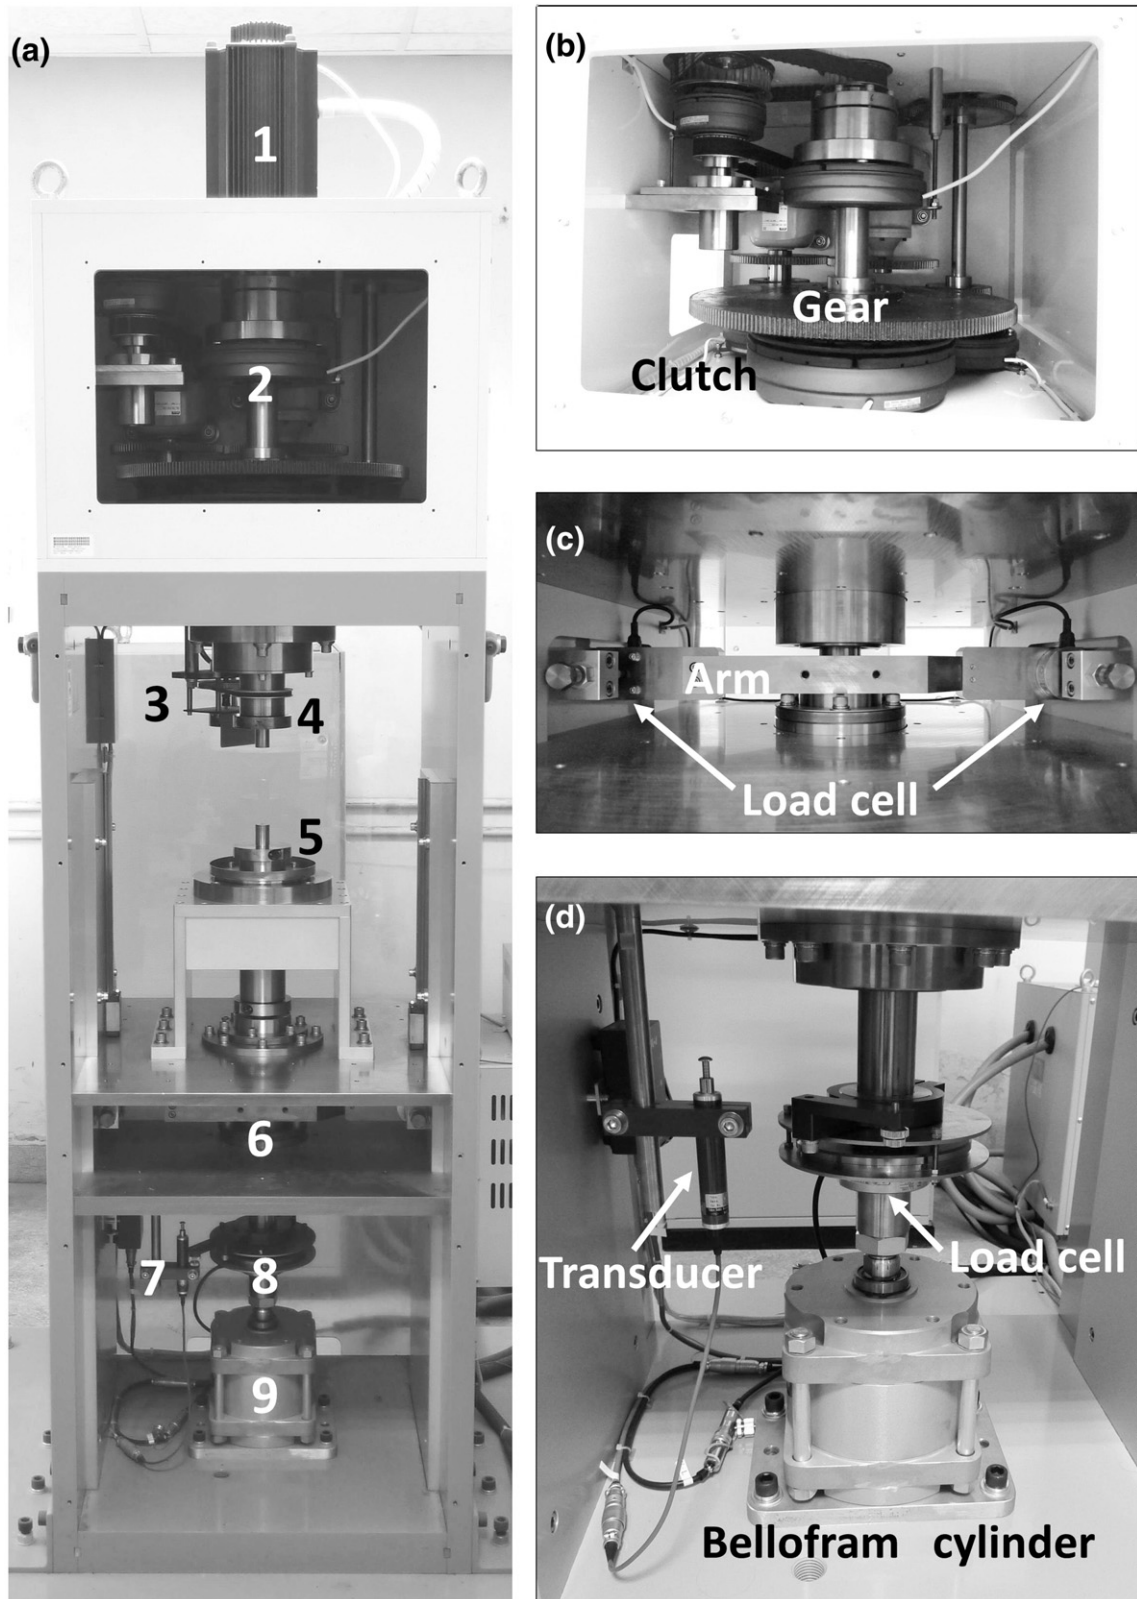 (a)
1
2
3
4
5
6
7
8
9
(b)
Gear
Clutch
(c)
Arm
Load cell
(d)
Transducer
Load cell
Bellofram cylinder